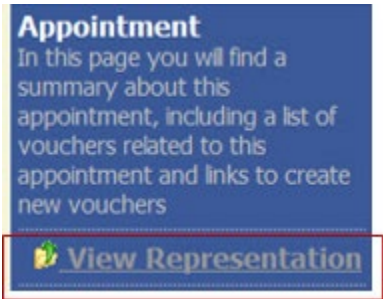 Appointment
In this page you will find a
summary about this
appointment, including a list of
vouchers related to this
appointment and links to create
new vouchers
View Representation